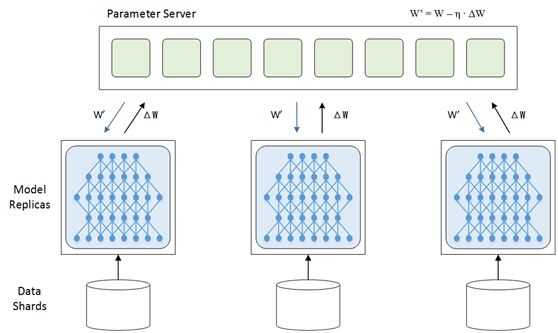 Parameter Server
W' = W – η · ΔW
W'
ΔW
W'
ΔW
W'
ΔW
Model
Replicas
Data
Shards